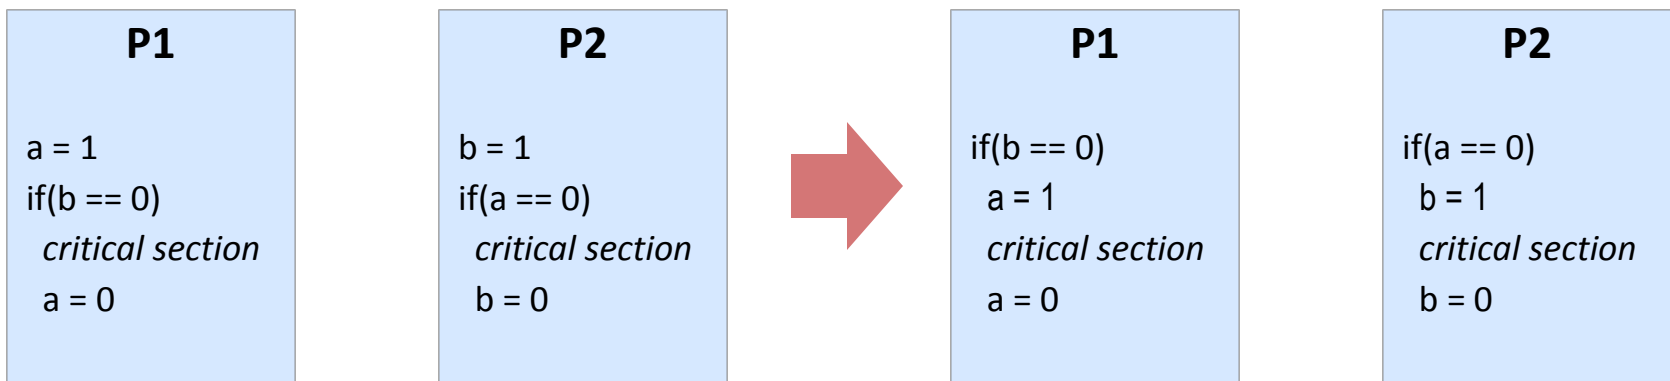 P1
a = 1
if(b == 0)
critical section
a = 0
P2
b = 1
if(a == 0)
critical section
b = 0
P1
if(b == 0)
a = 1
critical section
a = 0
P2
if(a == 0)
b = 1
critical section
b = 0